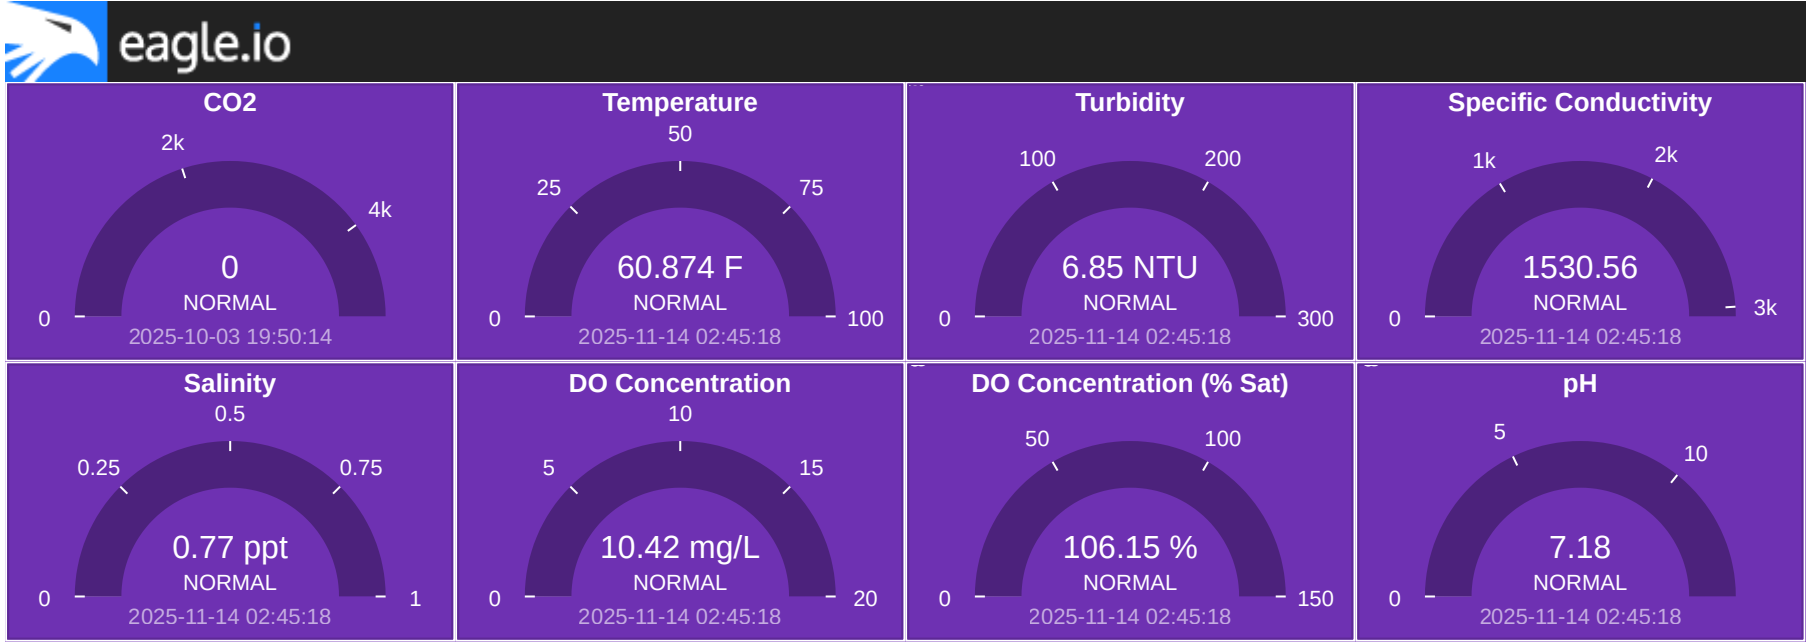 eagle.io
CO2
2k
4k
0
0
NORMAL
2025-10-03 19:50:14
Temperature
50
25
75
60.874 F
NORMAL
0
100
2025-11-14 02:45:18
Turbidity
100
200
6.85 NTU
NORMAL
0
300
2025-11-14 02:45:18
Specific Conductivity
1k
2k
1530.56
NORMAL
0
3k
2025-11-14 02:45:18
Salinity
0.5
0.25
0.75
0.77 ppt
NORMAL
0
1
2025-11-14 02:45:18
DO Concentration
10
5
15
10.42 mg/L
NORMAL
0
20
2025-11-14 02:45:18
DO Concentration (% Sat)
50
100
106.15 %
NORMAL
0
150
2025-11-14 02:45:18
pH
5
10
7.18
NORMAL
0
2025-11-14 02:45:18